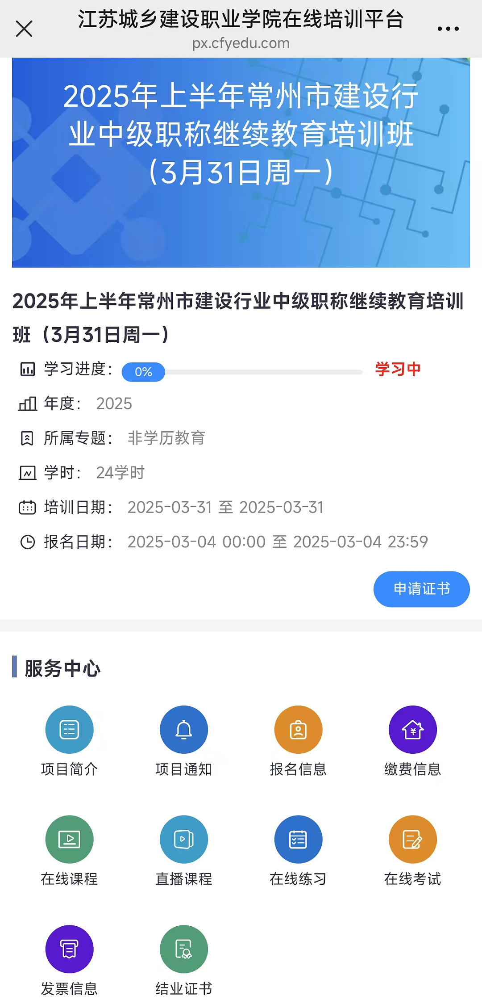 江苏城乡建设职业学院在线培训平台
px.cfyedu.com
2025年上半年常州市建设行
业中级职称继续教育培训班
（3月31日周一）
2025年上半年常州市建设行业中级职称继续教育培训
班（3月31日周一）
学习进度： 0% 学习中
年度： 2025
所属专题： 非学历教育
学时： 24学时
培训日期： 2025-03-31 至 2025-03-31
报名日期： 2025-03-04 00:00 至 2025-03-04 23:59
申请证书
服务中心
项目简介 项目通知 报名信息 缴费信息
在线课程 直播课程 在线练习 在线考试
发票信息 结业证书